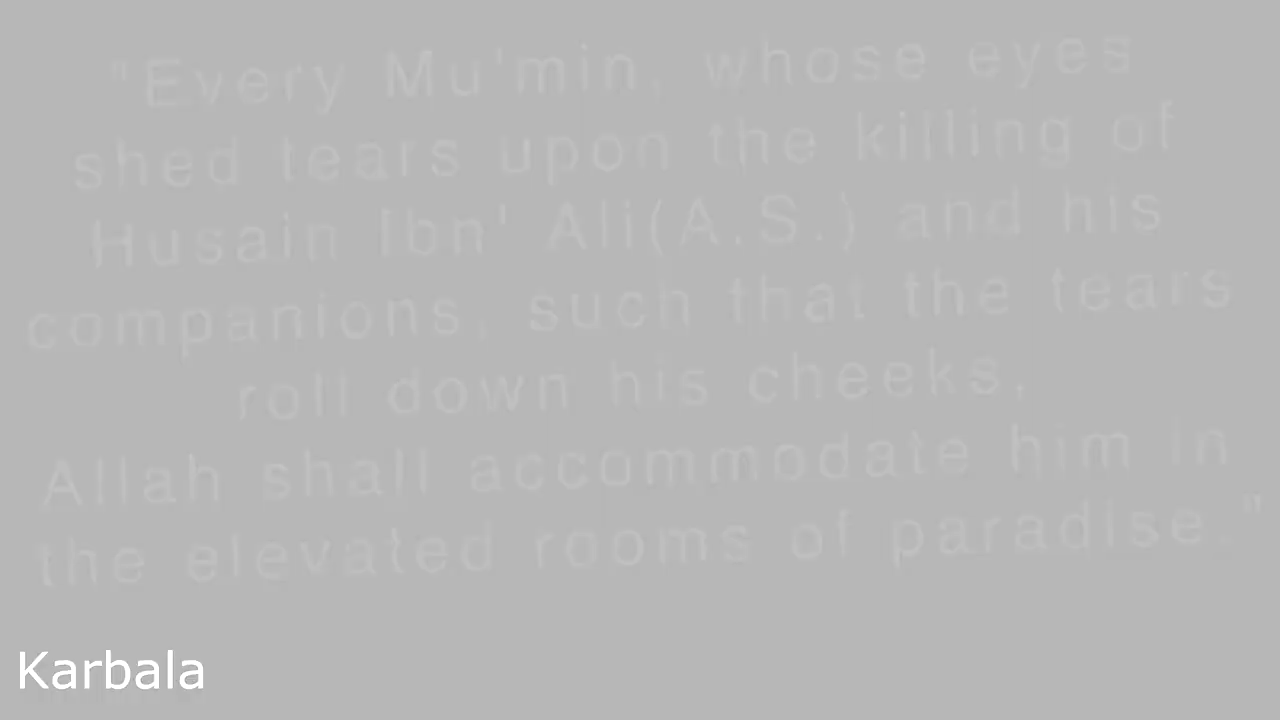 "Every Mu'min, whose eyes
shed tears upon the killing of
Husain Ibn' Ali(A.S.) and his
companions, such that the tears
roll down his cheeks,
Allah shall accommodate him in
the elevated rooms of paradise."
Karbala